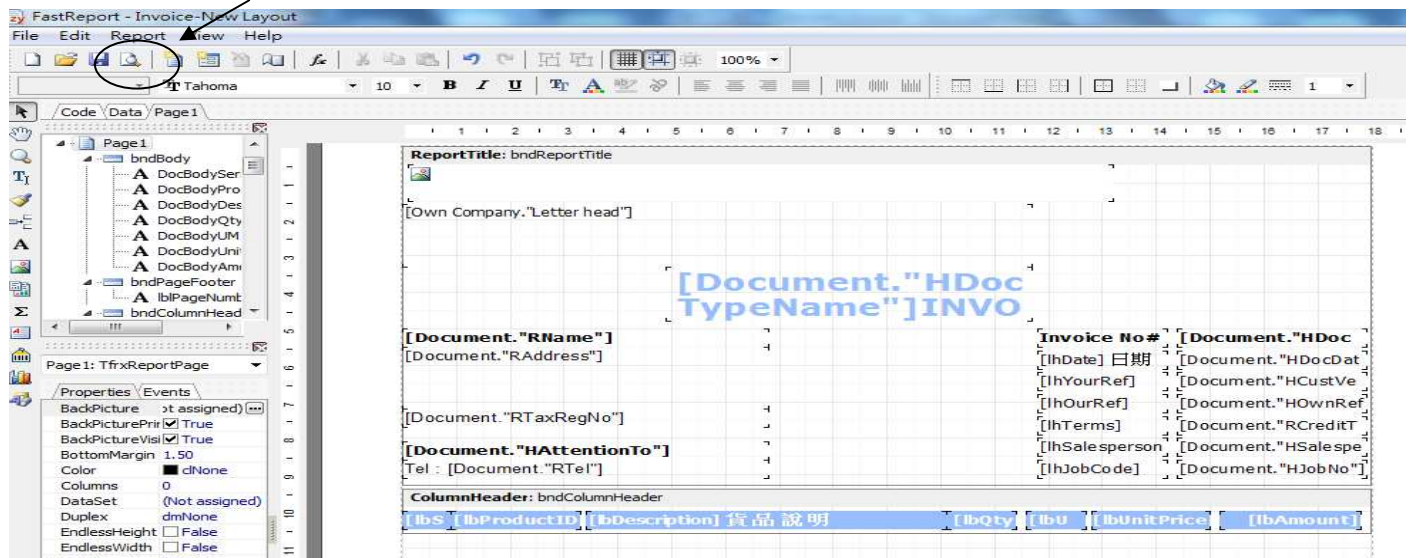 FastReport - Invoice-New Layout
File Edit Report View Help
100%
Tahoma 10 B I U 1
Code Data Page1
1 2 3 4 5 6 7 8 9 10 11 12 13 14 15 16 17 18
Page1
bndBody
DocBodySer
DocBodyPro
DocBodyDes
DocBodyQty
DocBodyUM
DocBodyUni
DocBodyAm
bndPageFooter
lblPageNumb
bndColumnHead
Page1: TfrxReportPage
Properties Events
BackPicture ot assigned)
BackPicturePrir True
BackPictureVisi True
BottomMargin 1.50
Color clNone
Columns 0
DataSet (Not assigned)
Duplex dmNone
EndlessHeight False
EndlessWidth False
ReportTitle: bndReportTitle
[Own Company."Letter head"]
[Document."HDoc
TypeName"]INVO
[Document."RName"]
[Document."RAddress"]
[Document."RTaxRegNo"]
[Document."HAttentionTo"]
Tel : [Document."RTel"]
Invoice No# [Document."HDoc
[lhDate] 日期 [Document."HDocDat
[lhYourRef] [Document."HCustVe
[lhOurRef] [Document."HOwnRef
[lhTerms] [Document."RCreditT
[lhSalesperson [Document."HSalespe
[lhJobCode] [Document."HJobNo"]
ColumnHeader: bndColumnHeader
[lbS [lbProductID] [lbDescription] 貨品說明 [lbQty] [lbU [lbUnitPrice] [lbAmount]